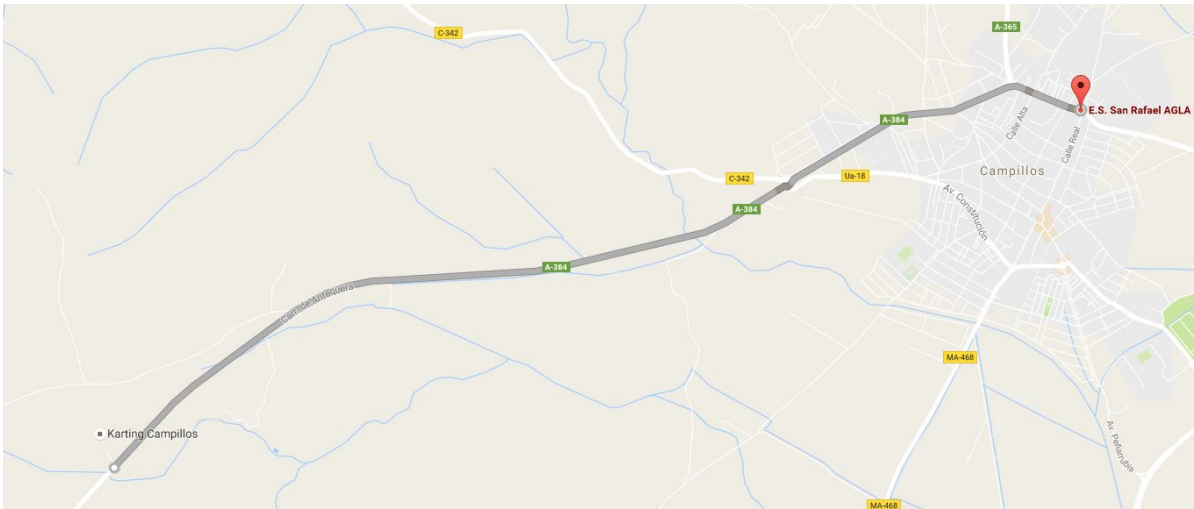 C-342
A-365
E.S. San Rafael AGLA
A-384
Calle Alta
Calle Real
Campillos
C-342
Ua-18
A-384
Av. Constitución
A-384
Carr. de Antequera
MA-468
Karting Campillos
Av. Peñarrubia
MA-468